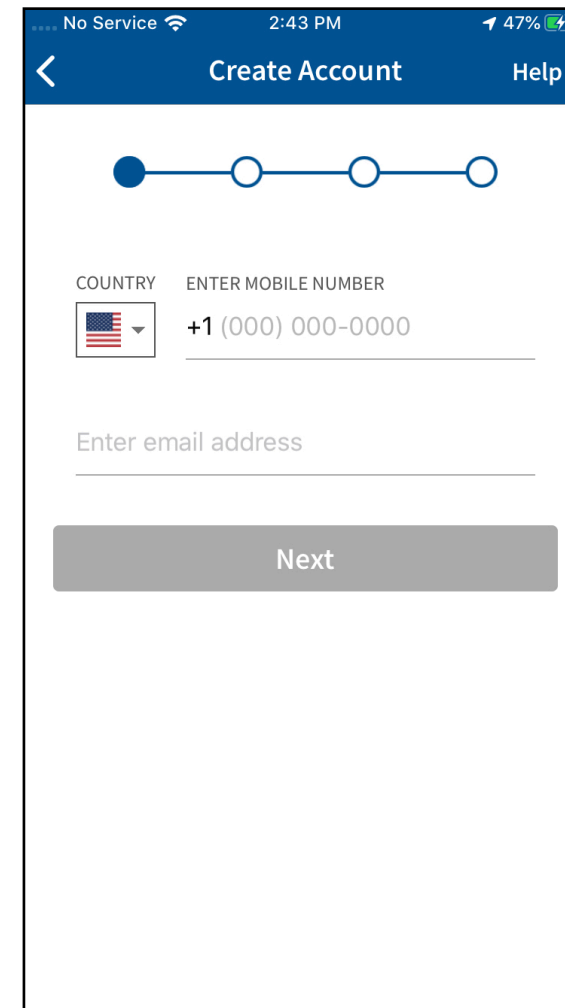 No Service 2:43 PM 47%
Create Account Help
COUNTRY ENTER MOBILE NUMBER
+1 (000) 000-0000
Enter email address
Next